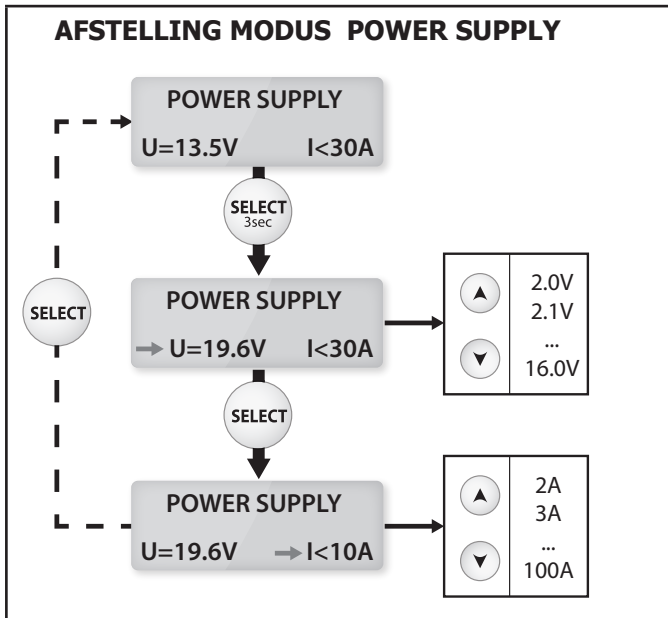 AFSTELLING MODUS POWER SUPPLY
POWER SUPPLY
U=13.5V I<30A
SELECT
3sec
SELECT
POWER SUPPLY
U=19.6V I<30A
2.0V
2.1V
...
16.0V
SELECT
POWER SUPPLY
U=19.6V I<10A
2A
3A
...
100A